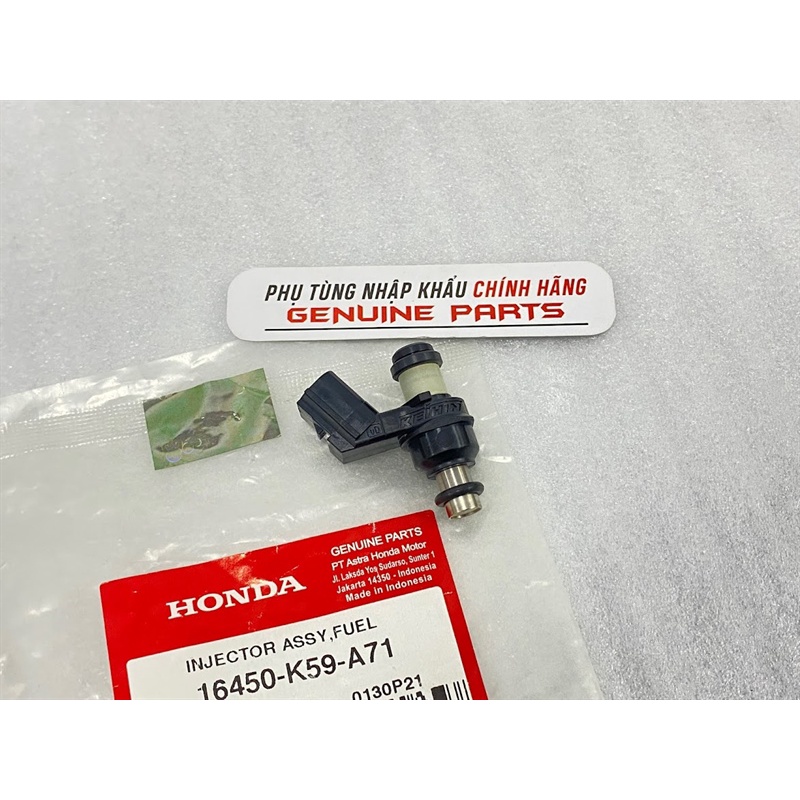 PHỤ TÙNG NHẬP KHẨU CHÍNH HÃNG
GENUINE PARTS
KEIHIN
HONDA
GENUINE PARTS
PT Astra Honda Motor
Jl. Laksda Yos Sudarso, Sunter 1
Jakarta 14350 - Indonesia
Made in Indonesia
INJECTOR ASSY,FUEL
16450-K59-A71
0130P21